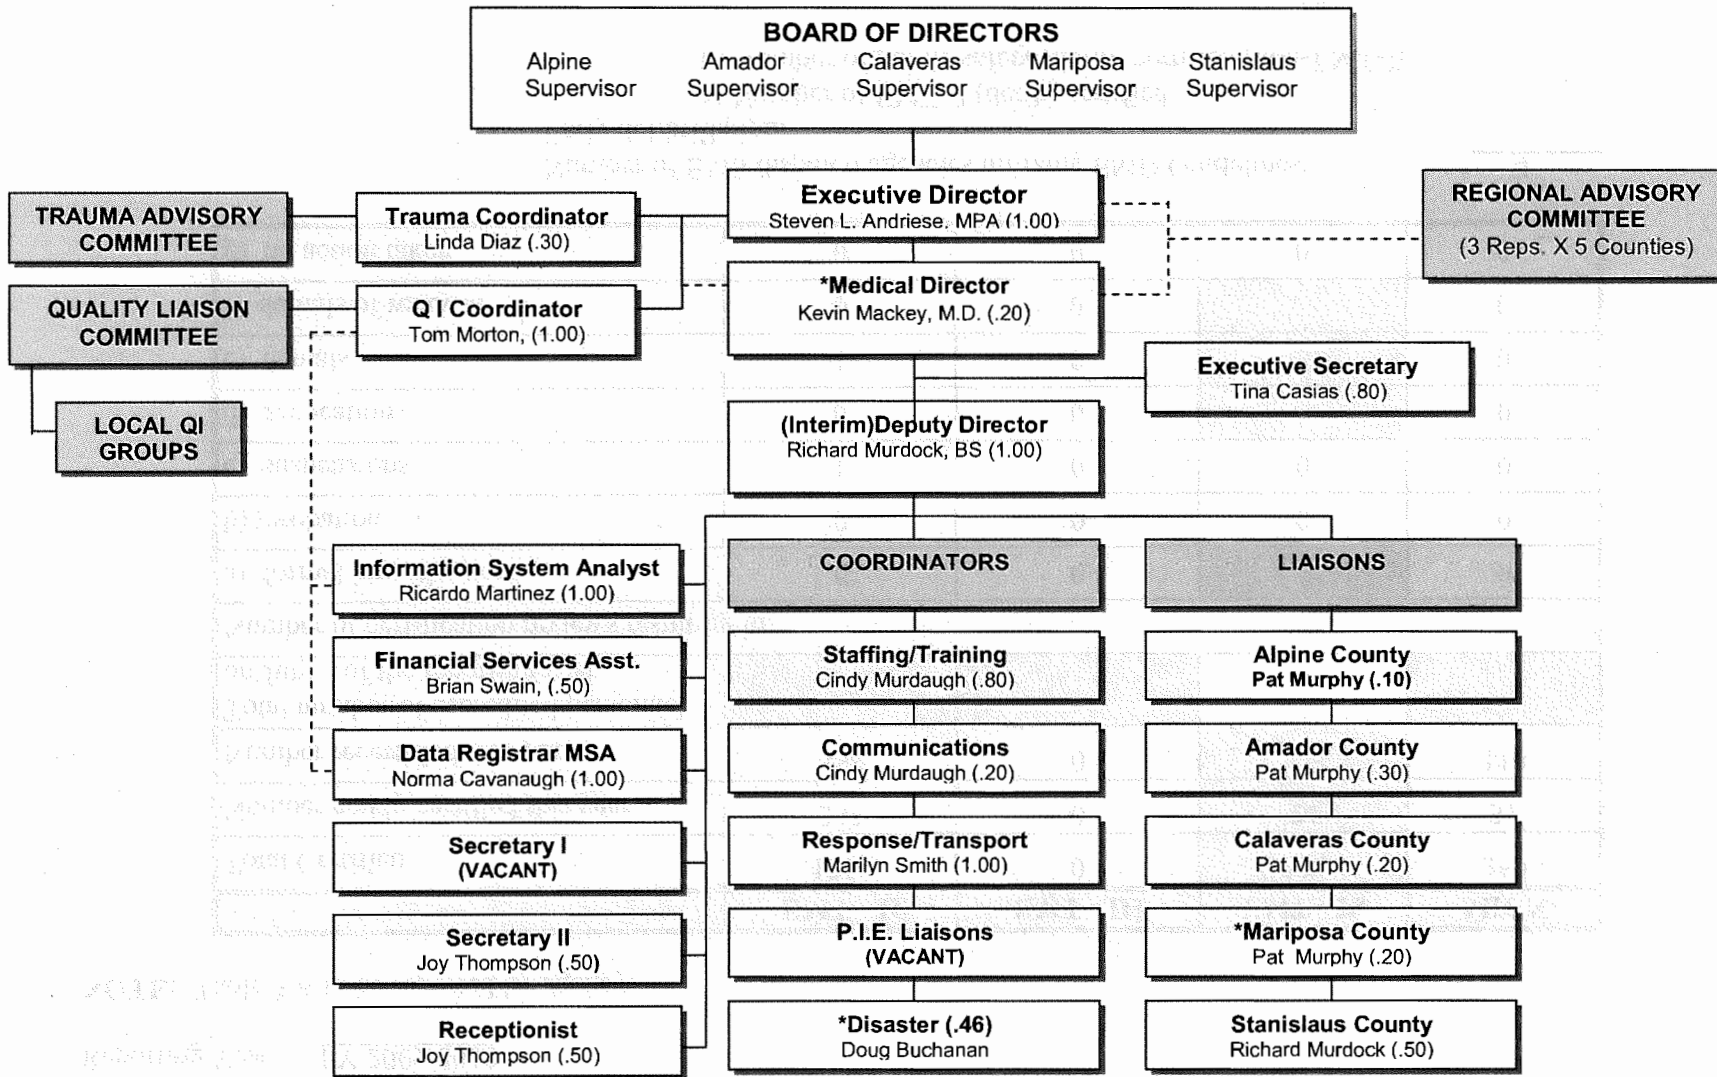 BOARD OF DIRECTORS
Alpine Supervisor
Amador Supervisor
Calaveras Supervisor
Mariposa Supervisor
Stanislaus Supervisor
TRAUMA ADVISORY
COMMITTEE
Trauma Coordinator
Linda Diaz (.30)
Executive Director
Steven L. Andriese. MPA (1.00)
REGIONAL ADVISORY
COMMITTEE
(3 Reps. X 5 Counties)
QUALITY LIAISON
COMMITTEE
Q I Coordinator
Tom Morton, (1.00)
*Medical Director
Kevin Mackey, M.D. (.20)
Executive Secretary
Tina Casias (.80)
LOCAL QI
GROUPS
(Interim)Deputy Director
Richard Murdock, BS (1.00)
Information System Analyst
Ricardo Martinez (1.00)
Financial Services Asst.
Brian Swain, (.50)
Data Registrar MSA
Norma Cavanaugh (1.00)
Secretary I
(VACANT)
Secretary II
Joy Thompson (.50)
Receptionist
Joy Thompson (.50)
COORDINATORS
Staffing/Training
Cindy Murdaugh (.80)
Communications
Cindy Murdaugh (.20)
Response/Transport
Marilyn Smith (1.00)
P.I.E. Liaisons
(VACANT)
*Disaster (.46)
Doug Buchanan
LIAISONS
Alpine County
Pat Murphy (.10)
Amador County
Pat Murphy (.30)
Calaveras County
Pat Murphy (.20)
*Mariposa County
Pat Murphy (.20)
Stanislaus County
Richard Murdock (.50)